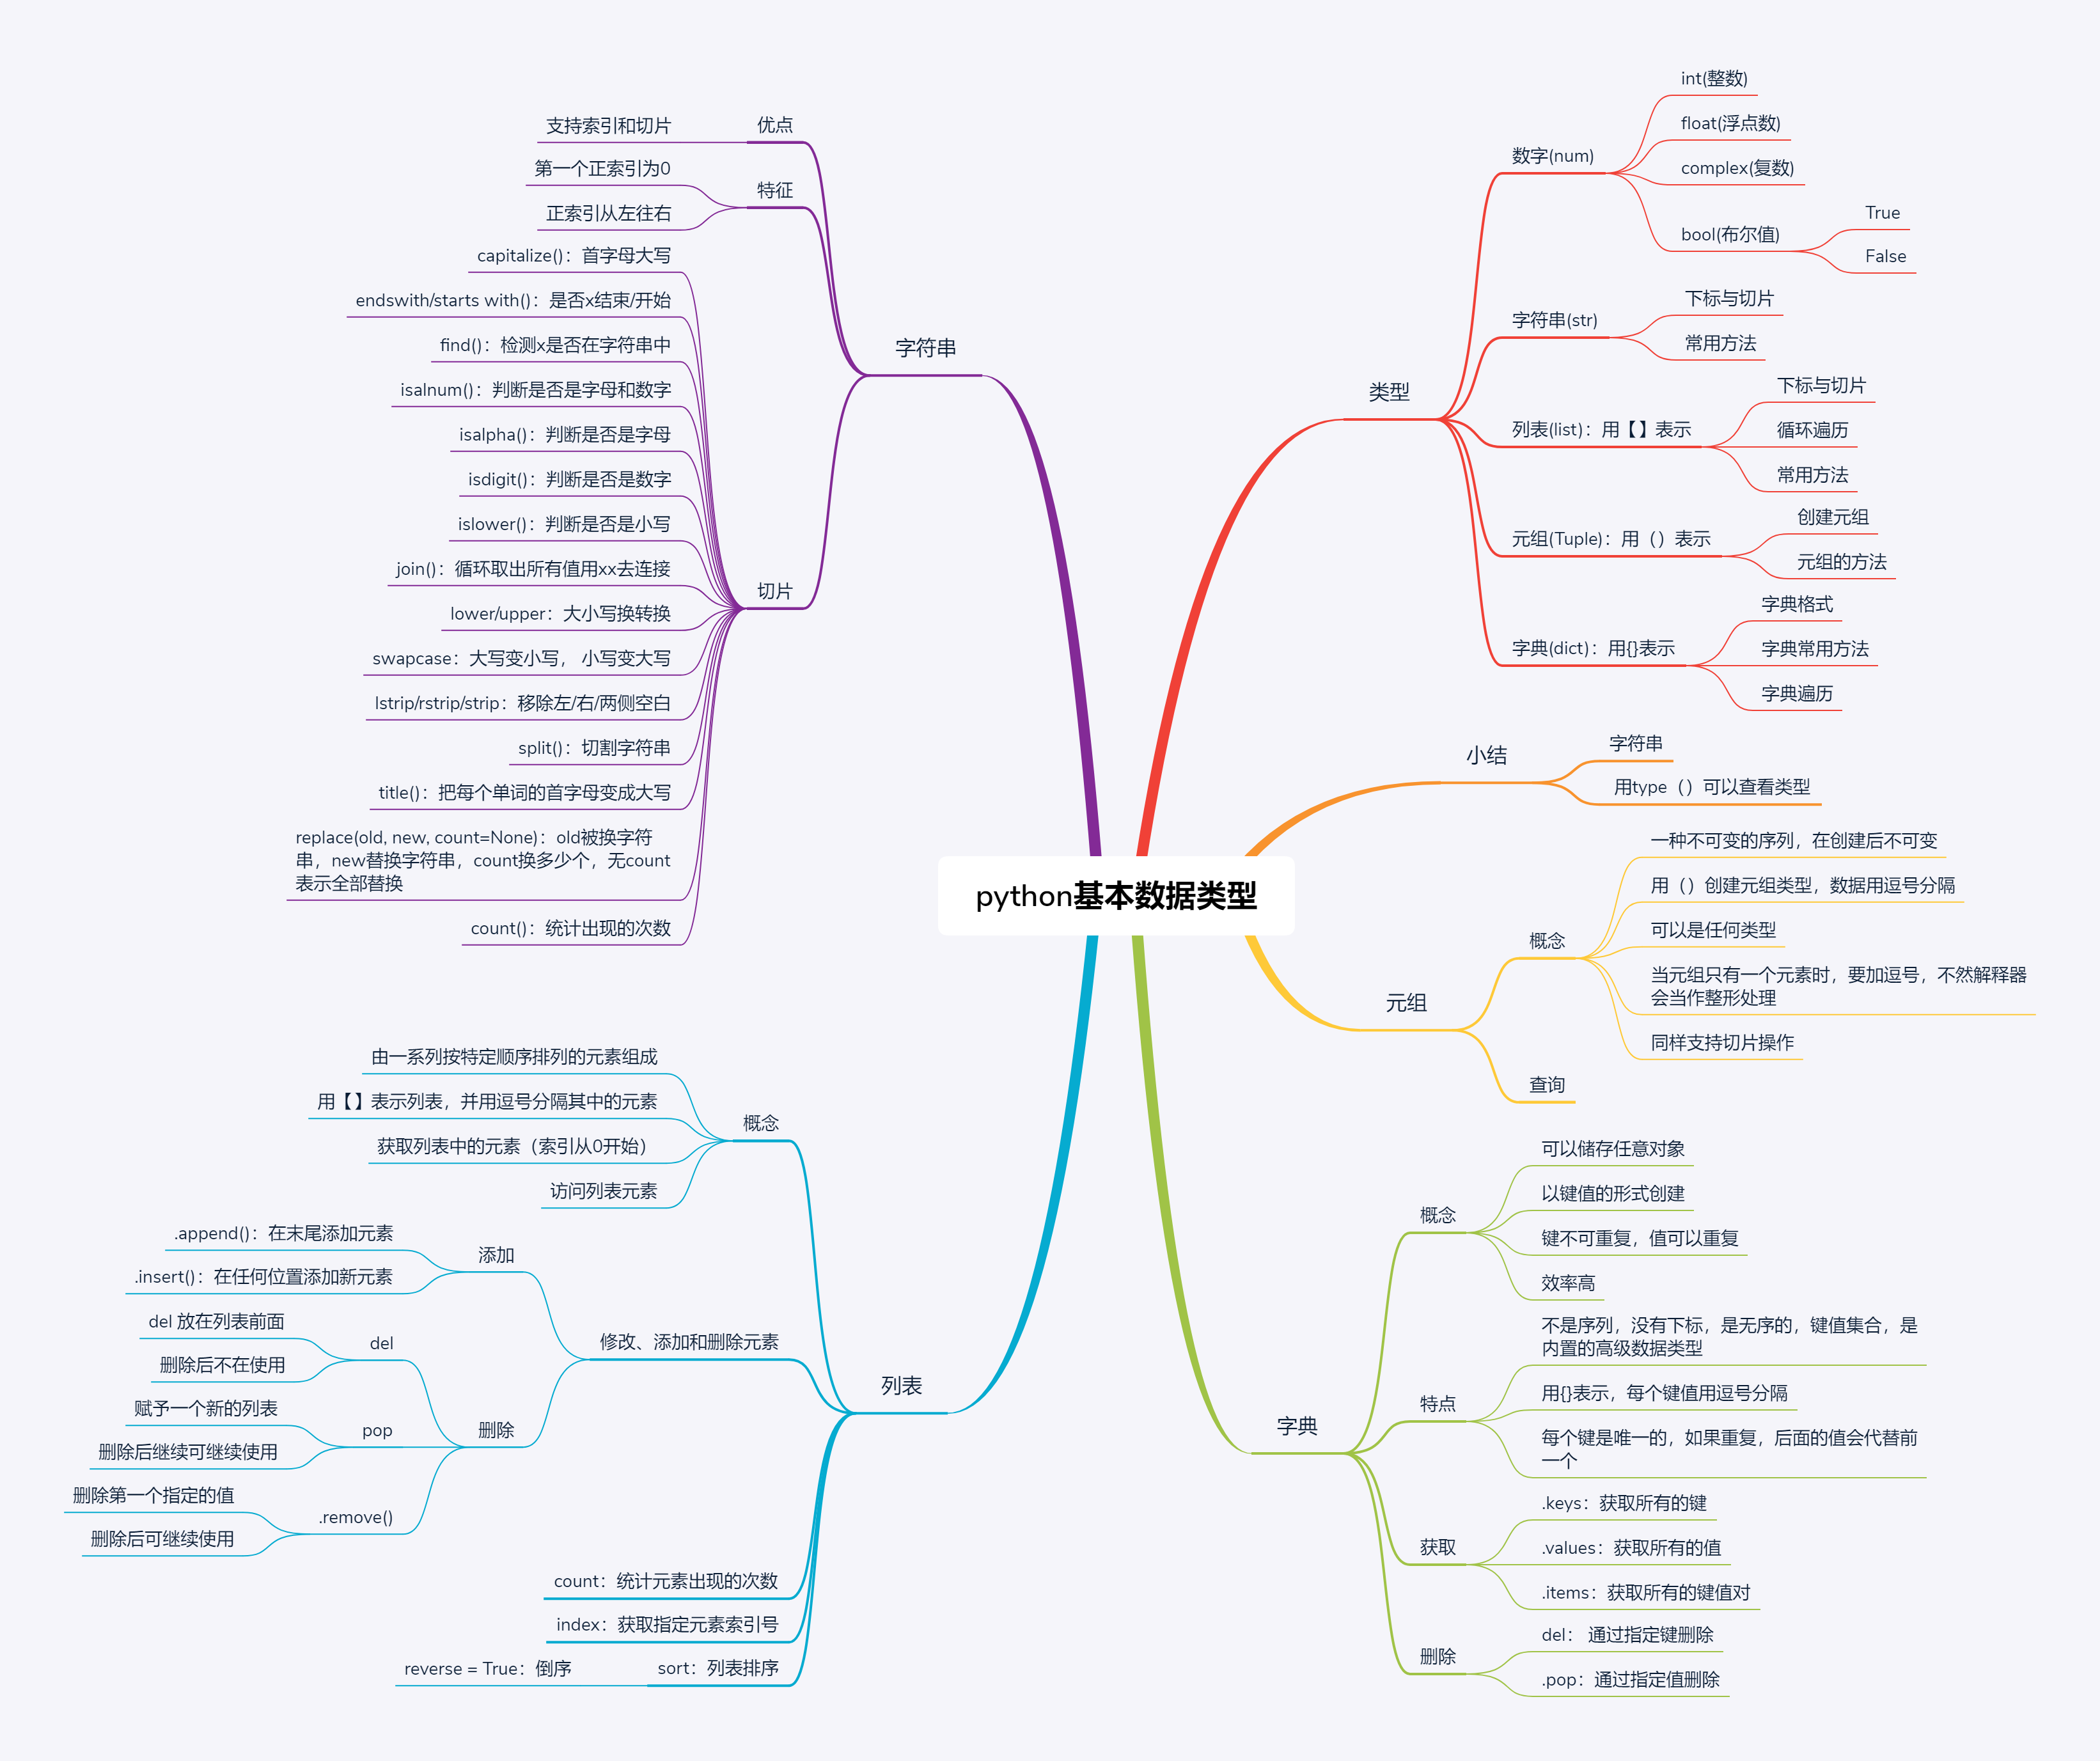 python基本数据类型
类型
数字(num)
int(整数)
float(浮点数)
complex(复数)
bool(布尔值)
True
False
字符串(str)
下标与切片
常用方法
列表(list)：用【】表示
下标与切片
循环遍历
常用方法
元组(Tuple)：用（）表示
创建元组
元组的方法
字典(dict)：用{}表示
字典格式
字典常用方法
字典遍历
小结
字符串
用type（）可以查看类型
元组
概念
一种不可变的序列，在创建后不可变
用（）创建元组类型，数据用逗号分隔
可以是任何类型
当元组只有一个元素时，要加逗号，不然解释器
会当作整形处理
同样支持切片操作
查询
字典
概念
可以储存任意对象
以键值的形式创建
键不可重复，值可以重复
效率高
特点
不是序列，没有下标，是无序的，键值集合，是
内置的高级数据类型
用{}表示，每个键值用逗号分隔
每个键是唯一的，如果重复，后面的值会代替前
一个
获取
.keys：获取所有的键
.values：获取所有的值
.items：获取所有的键值对
删除
del： 通过指定键删除
.pop：通过指定值删除
字符串
优点
支持索引和切片
特征
第一个正索引为0
正索引从左往右
切片
capitalize()：首字母大写
endswith/starts with()：是否x结束/开始
find()：检测x是否在字符串中
isalnum()：判断是否是字母和数字
isalpha()：判断是否是字母
isdigit()：判断是否是数字
islower()：判断是否是小写
join()：循环取出所有值用xx去连接
lower/upper：大小写换转换
swapcase：大写变小写， 小写变大写
lstrip/rstrip/strip：移除左/右/两侧空白
split()：切割字符串
title()：把每个单词的首字母变成大写
replace(old, new, count=None)：old被换字符
串，new替换字符串，count换多少个，无count
表示全部替换
count()：统计出现的次数
列表
概念
由一系列按特定顺序排列的元素组成
用【】表示列表，并用逗号分隔其中的元素
获取列表中的元素（索引从0开始）
访问列表元素
修改、添加和删除元素
添加
.append()：在末尾添加元素
.insert()：在任何位置添加新元素
删除
del
del 放在列表前面
删除后不在使用
pop
赋予一个新的列表
删除后继续可继续使用
.remove()
删除第一个指定的值
删除后可继续使用
count：统计元素出现的次数
index：获取指定元素索引号
sort：列表排序
reverse = True：倒序